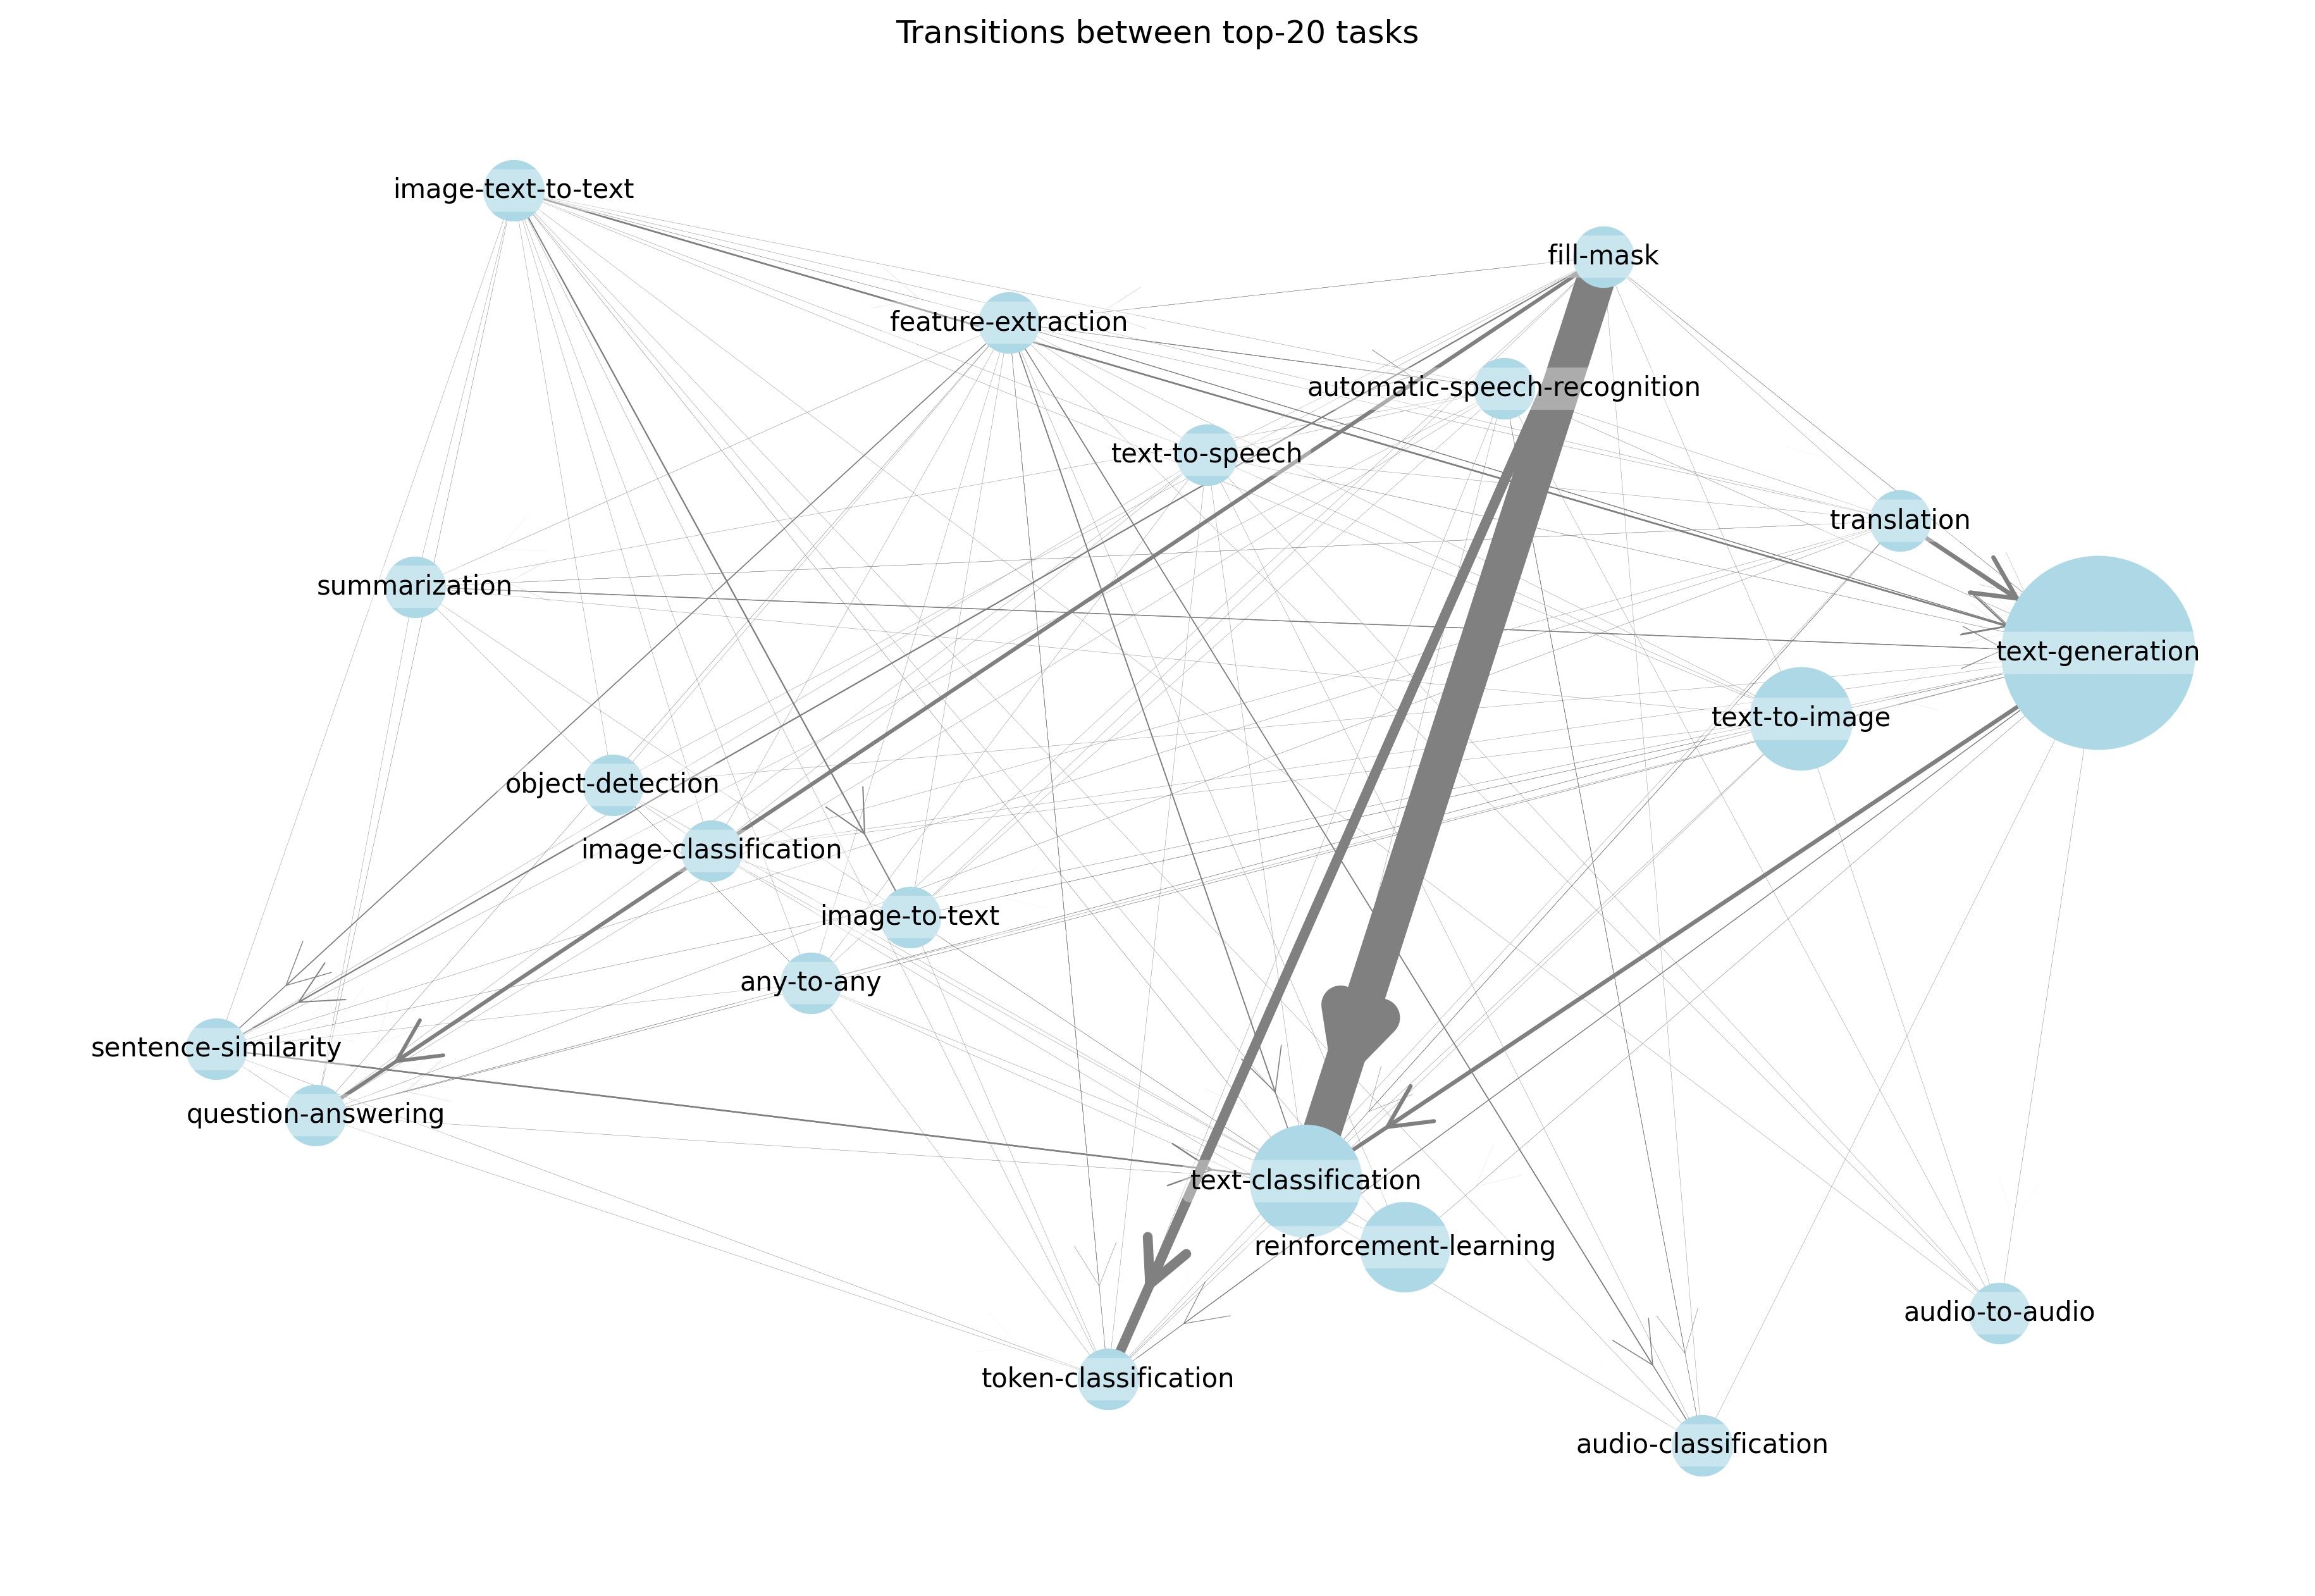 Transitions between top-20 tasks
image-text-to-text
fill-mask
feature-extraction
automatic-speech-recognition
text-to-speech
translation
summarization
text-generation
text-to-image
object-detection
image-classification
image-to-text
any-to-any
sentence-similarity
question-answering
text-classification
reinforcement-learning
audio-to-audio
token-classification
audio-classification